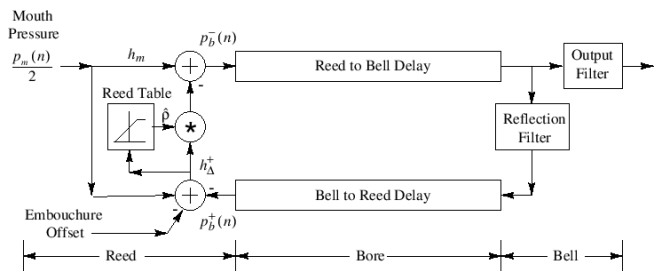 Mouth
Pressure
p_m(n)
2
h_m
p_b^-(n)
-
Reed to Bell Delay
Output
Filter
Reed Table
ρ̂
*
Reflection
Filter
h_Δ^+
-
Bell to Reed Delay
-
p_b^+(n)
Embouchure
Offset
Reed
Bore
Bell